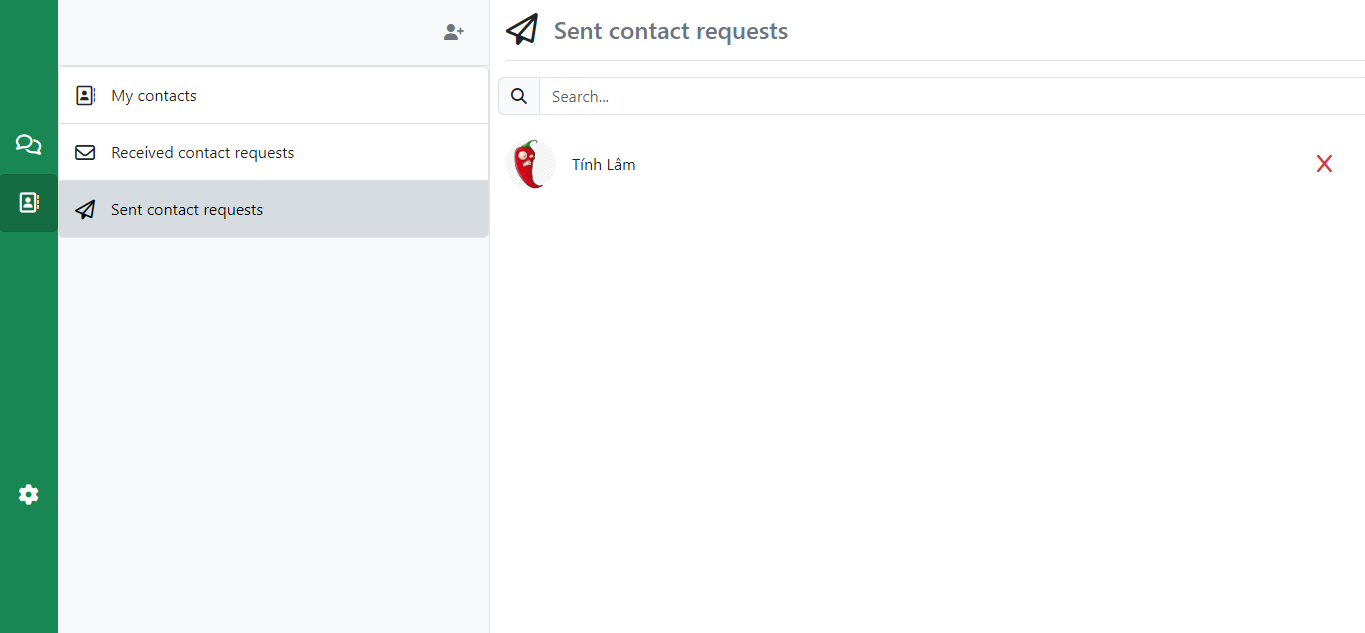 My contacts
Received contact requests
Sent contact requests
Sent contact requests
Search...
Tính Lâm